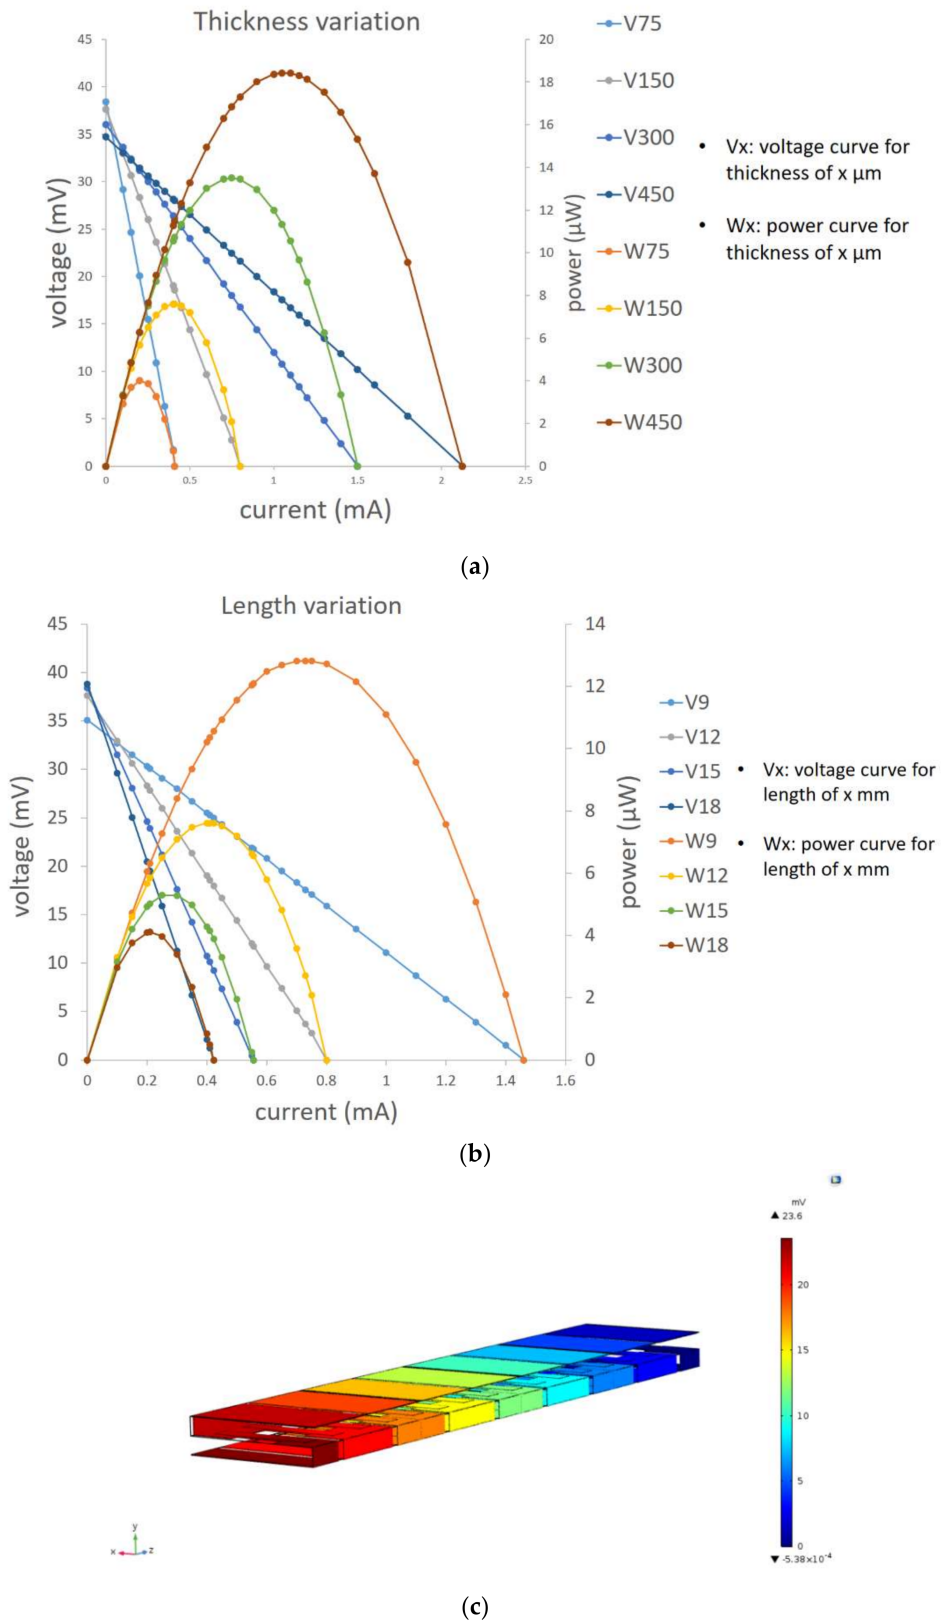 Thickness variation
45
40
35
30
25
20
15
10
5
0
voltage (mV)
20
18
16
14
12
10
8
6
4
2
0
power (µW)
0
0.5
1
1.5
2
2.5
current (mA)
V75
V150
V300
V450
W75
W150
W300
W450
• Vx: voltage curve for
thickness of x µm
• Wx: power curve for
thickness of x µm
(a)
Length variation
45
40
35
30
25
20
15
10
5
0
voltage (mV)
14
12
10
8
6
4
2
0
power (µW)
0
0.2
0.4
0.6
0.8
1
1.2
1.4
1.6
current (mA)
V9
V12
V15
V18
W9
W12
W15
W18
• Vx: voltage curve for
length of x mm
• Wx: power curve for
length of x mm
(b)
mV
▲ 23.6
20
15
10
5
0
▼ -5.38×10⁻⁴
y
x
z
(c)